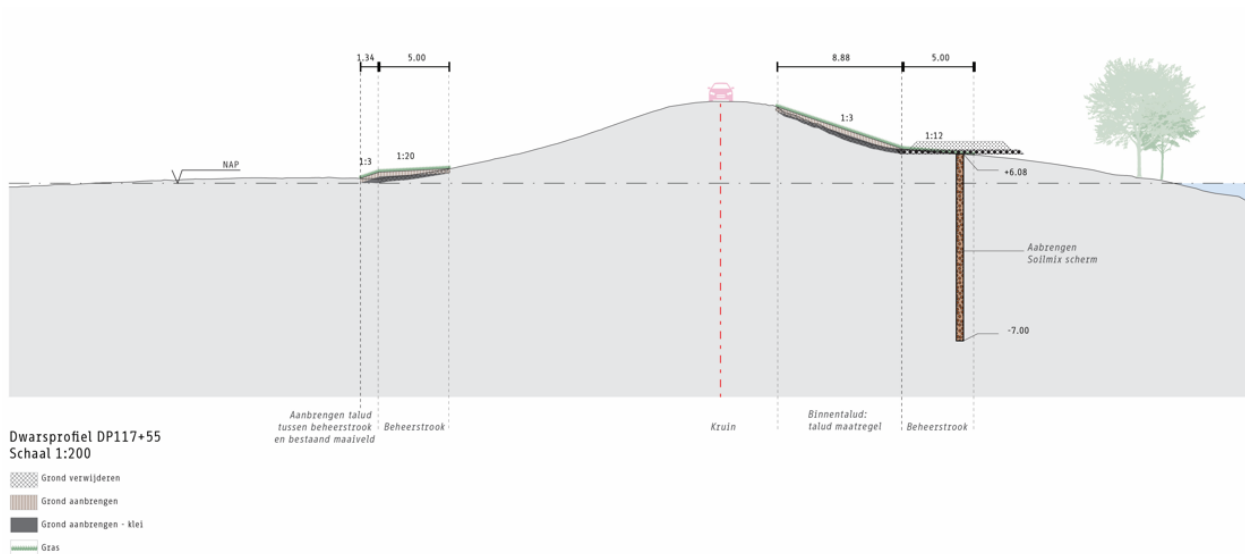 1.34
5.00
8.88
5.00
NAP
1:3
1:20
1:3
1:12
+6.08
Aabrengen
Soilmix scherm
-7.00
Aanbrengen talud
tussen beheerstrook
en bestaand maaiveld
Beheerstrook
Kruin
Binnentalud:
talud maatregel
Beheerstrook
Dwarsprofiel DP117+55
Schaal 1:200
Grond verwijderen
Grond aanbrengen
Grond aanbrengen - klei
Gras